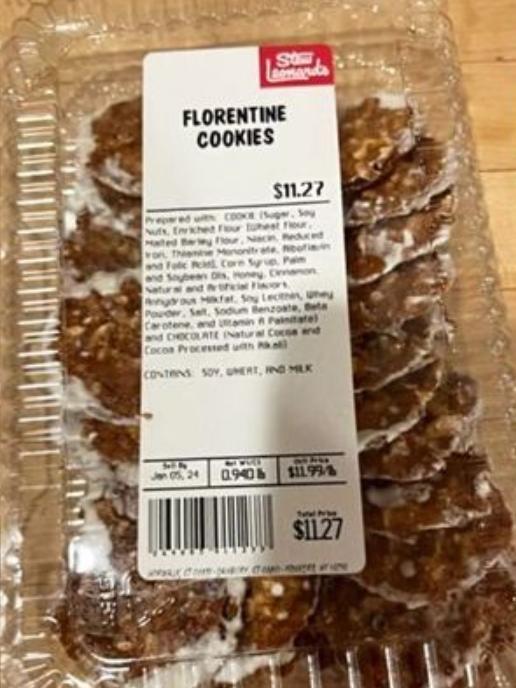 Stew
Leonard's
FLORENTINE
COOKIES
$11.27
Prepared with: COOKIE (Sugar, Soy
Nuts, Enriched Flour (Wheat Flour,
Malted Barley Flour, Niacin, Reduced
Iron, Thiamine Mononitrate, Riboflavin
and Folic Acid), Corn Syrup, Palm
and Soybean Oils, Honey, Cinnamon,
Natural and Artificial Flavors,
Anhydrous Milkfat, Soy Lecithin, Whey
Powder, Salt, Sodium Benzoate, Beta
Carotene, and Vitamin A Palmitate)
and CHOCOLATE (Natural Cocoa and
Cocoa Processed with Alkali)
CONTAINS: SOY, WHEAT, AND MILK
Sell By Net Wt/Ct Unit Price
Jan 05, 24 0.940 lb $11.99/lb
Total Price
$11.27